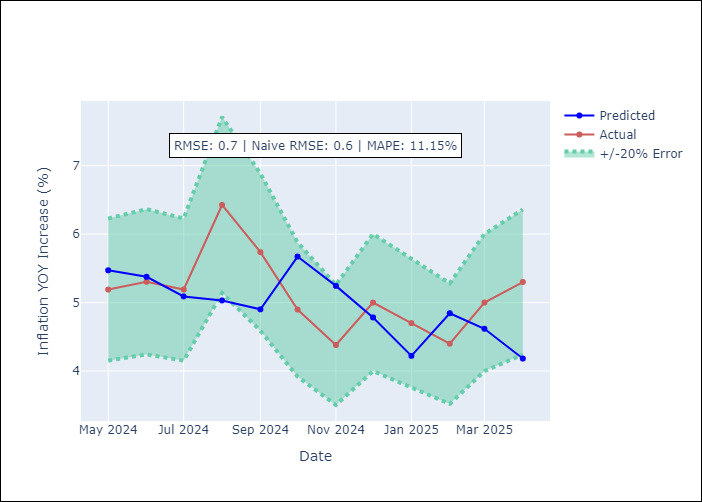 RMSE: 0.7 | Naive RMSE: 0.6 | MAPE: 11.15%
Predicted
Actual
+/-20% Error
Inflation YOY Increase (%)
7
6
5
4
May 2024
Jul 2024
Sep 2024
Nov 2024
Jan 2025
Mar 2025
Date